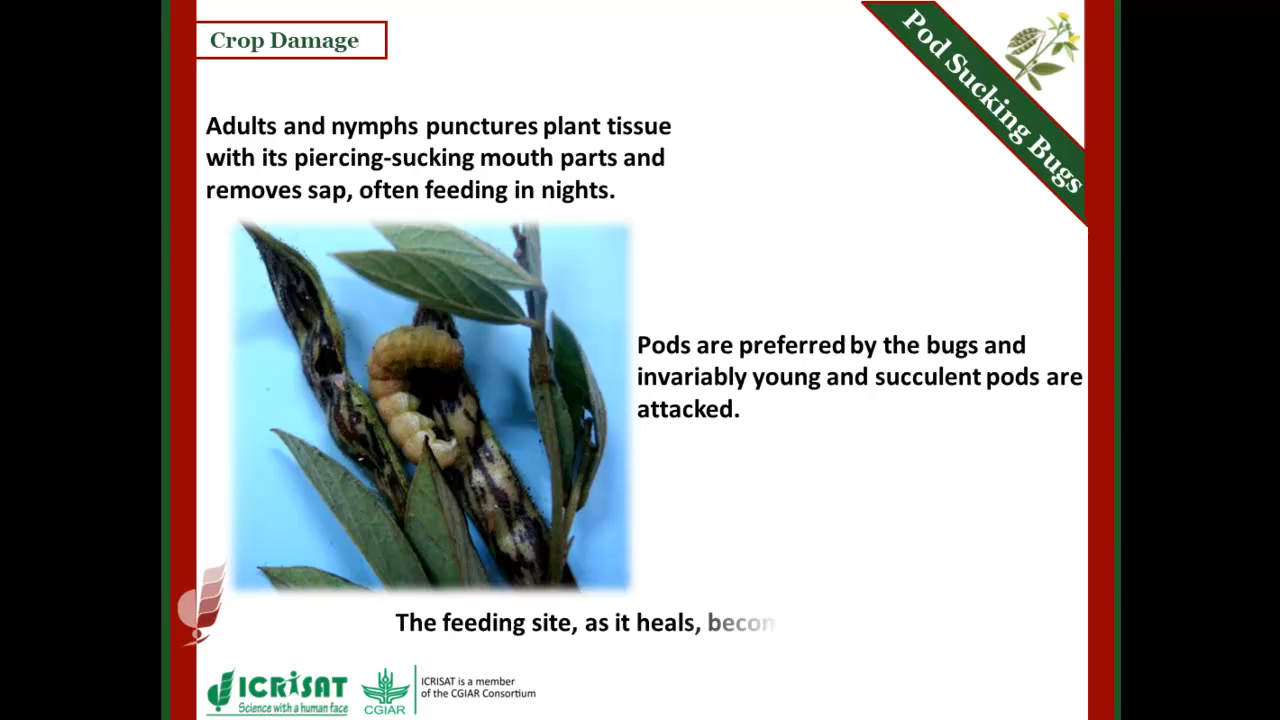 Crop Damage
Pod Sucking Bugs
Adults and nymphs punctures plant tissue
with its piercing-sucking mouth parts and
removes sap, often feeding in nights.
Pods are preferred by the bugs and
invariably young and succulent pods are
attacked.
The feeding site, as it heals,
ICRISAT
Science with a human face
CGIAR
ICRISAT is a member
of the CGIAR Consortium